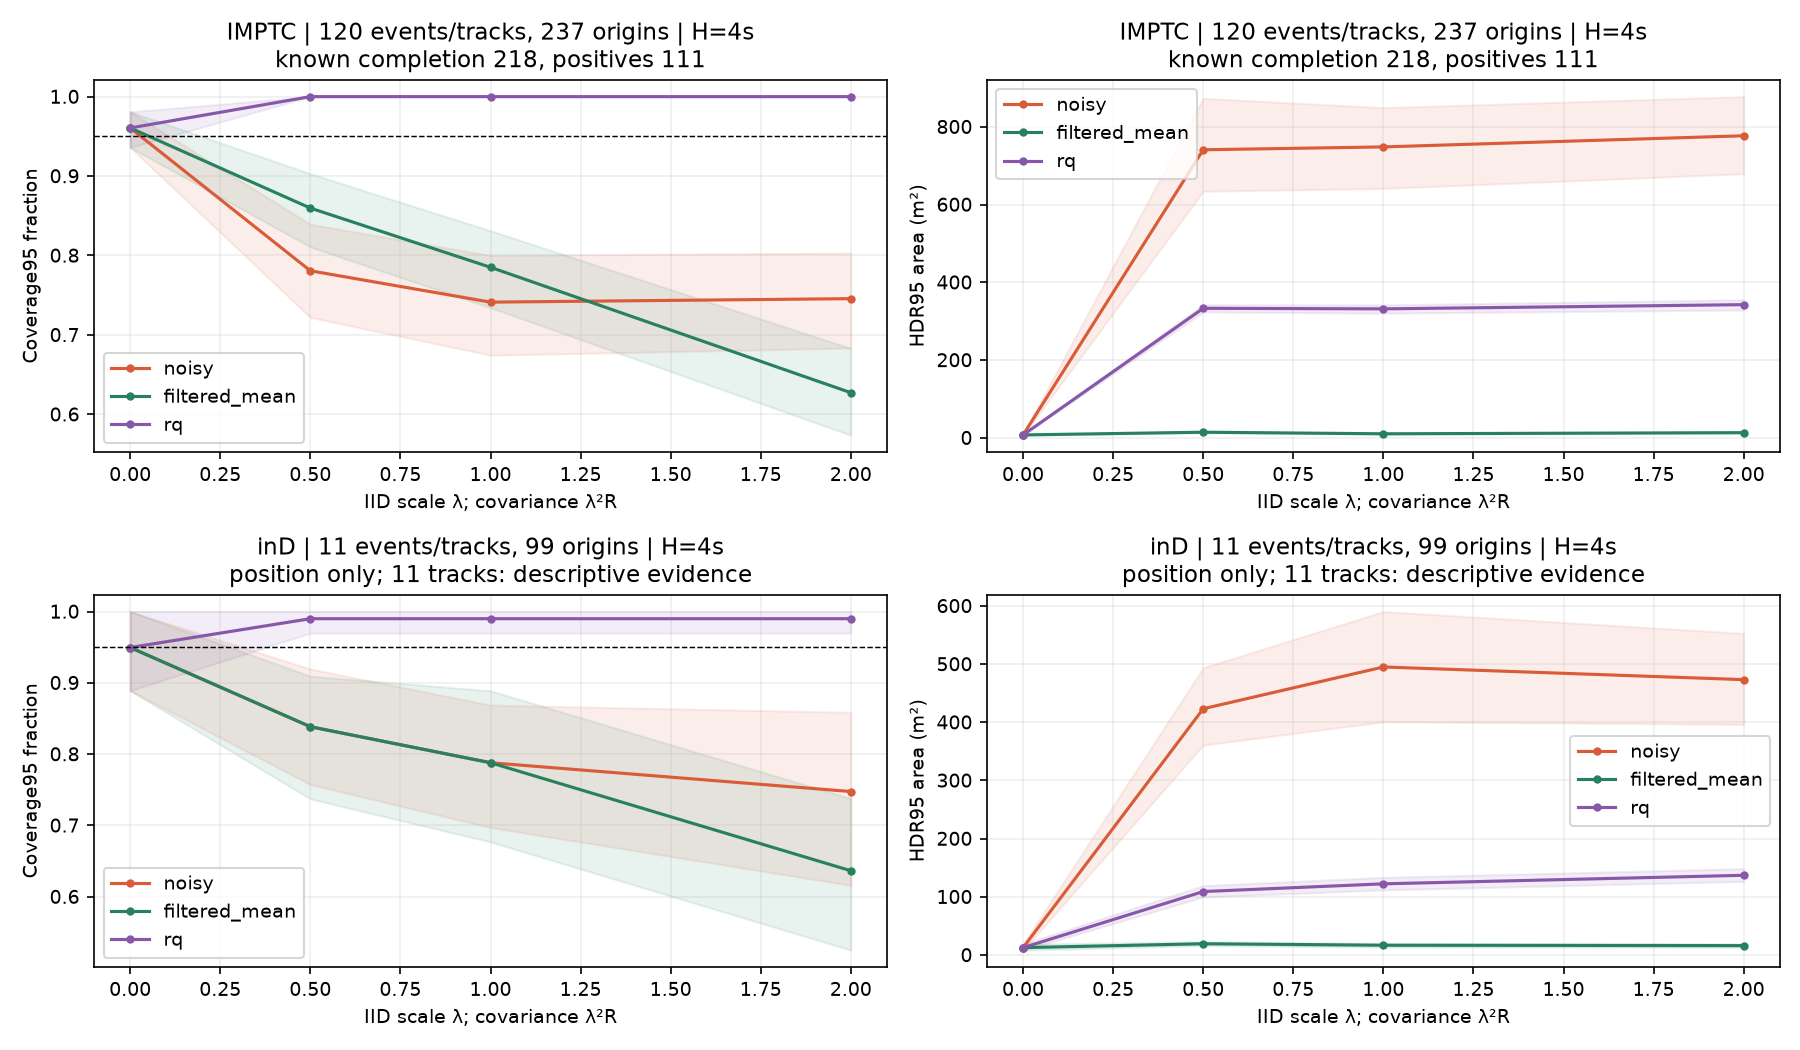 IMPTC | 120 events/tracks, 237 origins | H=4s
known completion 218, positives 111
Coverage95 fraction
1.0
0.9
0.8
0.7
0.6
noisy
filtered_mean
rq
0.00 0.25 0.50 0.75 1.00 1.25 1.50 1.75 2.00
IID scale λ; covariance λ²R
IMPTC | 120 events/tracks, 237 origins | H=4s
known completion 218, positives 111
HDR95 area (m²)
800
600
400
200
0
noisy
filtered_mean
rq
0.00 0.25 0.50 0.75 1.00 1.25 1.50 1.75 2.00
IID scale λ; covariance λ²R
inD | 11 events/tracks, 99 origins | H=4s
position only; 11 tracks: descriptive evidence
Coverage95 fraction
1.0
0.9
0.8
0.7
0.6
noisy
filtered_mean
rq
0.00 0.25 0.50 0.75 1.00 1.25 1.50 1.75 2.00
IID scale λ; covariance λ²R
inD | 11 events/tracks, 99 origins | H=4s
position only; 11 tracks: descriptive evidence
HDR95 area (m²)
600
500
400
300
200
100
0
noisy
filtered_mean
rq
0.00 0.25 0.50 0.75 1.00 1.25 1.50 1.75 2.00
IID scale λ; covariance λ²R